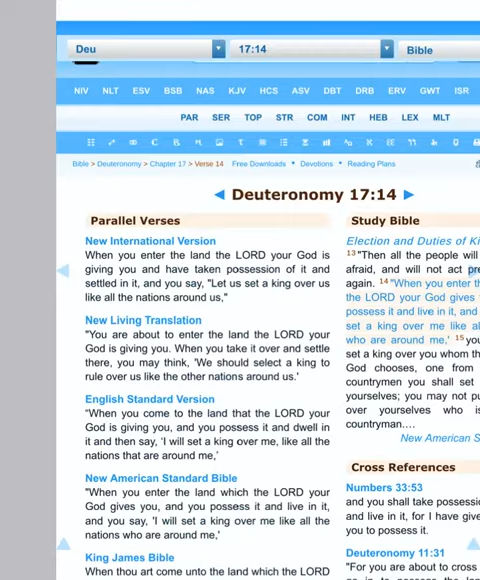 Deu 17:14 Bible
NIV NLT ESV BSB NAS KJV HCS ASV DBT DRB ERV GWT ISR
PAR SER TOP STR COM INT HEB LEX MLT
Bible > Deuteronomy > Chapter 17 > Verse 14 Free Downloads • Devotions • Reading Plans
◄ Deuteronomy 17:14 ►
Parallel Verses
New International Version
When you enter the land the LORD your God is
giving you and have taken possession of it and
settled in it, and you say, "Let us set a king over us
like all the nations around us,"
New Living Translation
"You are about to enter the land the LORD your
God is giving you. When you take it over and settle
there, you may think, 'We should select a king to
rule over us like the other nations around us.'
English Standard Version
“When you come to the land that the LORD your
God is giving you, and you possess it and dwell in
it and then say, ‘I will set a king over me, like all the
nations that are around me,’
New American Standard Bible
"When you enter the land which the LORD your
God gives you, and you possess it and live in it,
and you say, 'I will set a king over me like all the
nations who are around me,'
King James Bible
When thou art come unto the land which the LORD
Study Bible
Election and Duties of Ki
13"Then all the people will
afraid, and will not act pre
again. 14"When you enter th
the LORD your God gives
possess it and live in it, and
set a king over me like al
who are around me,' 15you
set a king over you whom th
God chooses, one from
countrymen you shall set
yourselves; you may not pu
over yourselves who is
countryman.…
New American S
Cross References
Numbers 33:53
and you shall take possessio
and live in it, for I have give
you to possess it.
Deuteronomy 11:31
"For you are about to cross